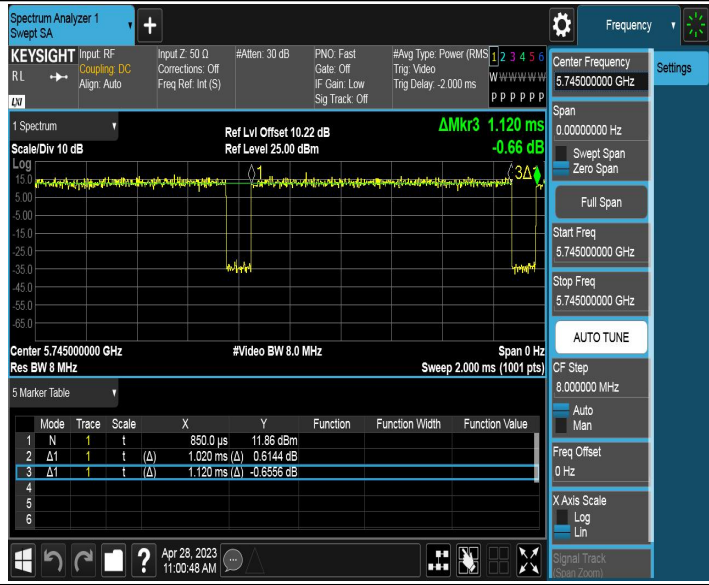 Spectrum Analyzer 1
Swept SA
Frequency
KEYSIGHT
RL
LXI
Input: RF
Coupling: DC
Align: Auto
Input Z: 50 Ω
Corrections: Off
Freq Ref: Int (S)
#Atten: 30 dB
PNO: Fast
Gate: Off
IF Gain: Low
Sig Track: Off
#Avg Type: Power (RMS
Trig: Video
Trig Delay: -2.000 ms
1 2 3 4 5 6
W W W W W W
P P P P P P
1 Spectrum
Scale/Div 10 dB
Ref Lvl Offset 10.22 dB
Ref Level 25.00 dBm
ΔMkr3 1.120 ms
-0.66 dB
Log
15.0
5.00
-5.00
-15.0
-25.0
-35.0
-45.0
-55.0
-65.0
1
3Δ1
Center 5.745000000 GHz
#Video BW 8.0 MHz
Span 0 Hz
Res BW 8 MHz
Sweep 2.000 ms (1001 pts)
5 Marker Table
Mode Trace Scale X Y Function Function Width Function Value
1 N 1 t 850.0 µs 11.86 dBm
2 Δ1 1 t (Δ) 1.020 ms (Δ) 0.6144 dB
3 Δ1 1 t (Δ) 1.120 ms (Δ) -0.6556 dB
4
5
6
Apr 28, 2023
11:00:48 AM
Center Frequency
5.745000000 GHz
Settings
Span
0.00000000 Hz
Swept Span
Zero Span
Full Span
Start Freq
5.745000000 GHz
Stop Freq
5.745000000 GHz
AUTO TUNE
CF Step
8.000000 MHz
Auto
Man
Freq Offset
0 Hz
X Axis Scale
Log
Lin
Signal Track
(Span Zoom)